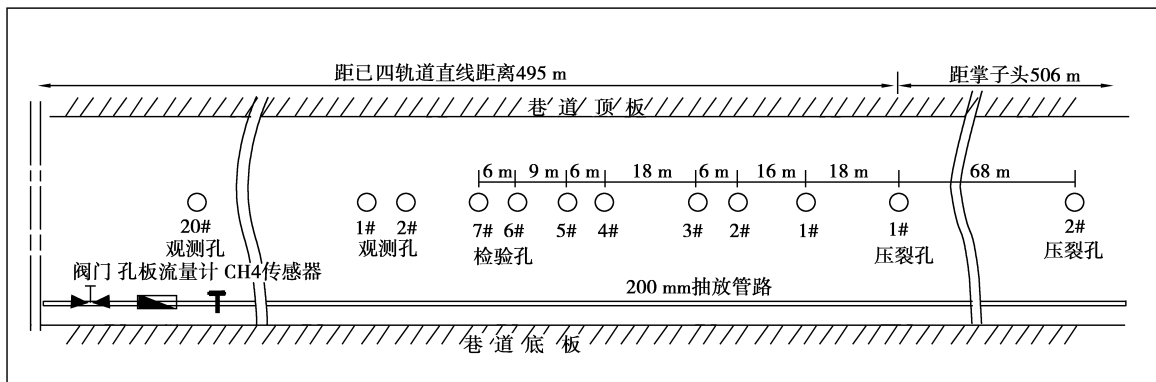 距已四轨道直线距离495 m 距掌子头506 m
巷道顶板
6 m 9 m 6 m 18 m 6 m 16 m 18 m 68 m
20# 1# 2# 7# 6# 5# 4# 3# 2# 1# 1# 2#
观测孔 观测孔 检验孔 压裂孔 压裂孔
阀门 孔板流量计 CH4传感器
200 mm抽放管路
巷道底板